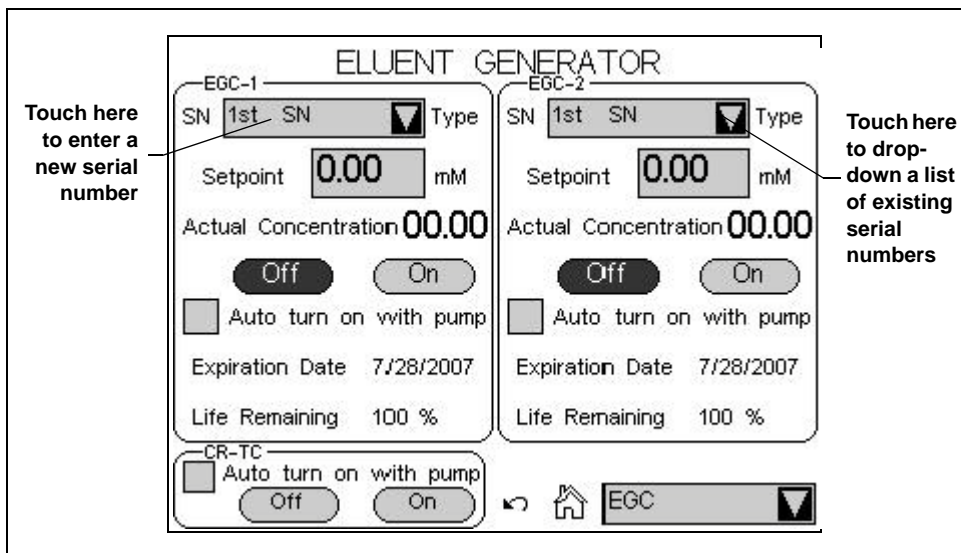 ELUENT GENERATOR
Touch here
to enter a
new serial
number
EGC-1
SN 1st SN Type
Setpoint 0.00 mM
Actual Concentration 00.00
Off On
Auto turn on with pump
Expiration Date 7/28/2007
Life Remaining 100 %
EGC-2
SN 1st SN Type
Setpoint 0.00 mM
Actual Concentration 00.00
Off On
Auto turn on with pump
Expiration Date 7/28/2007
Life Remaining 100 %
Touch here
to drop-
down a list
of existing
serial
numbers
CR-TC
Auto turn on with pump
Off On
EGC